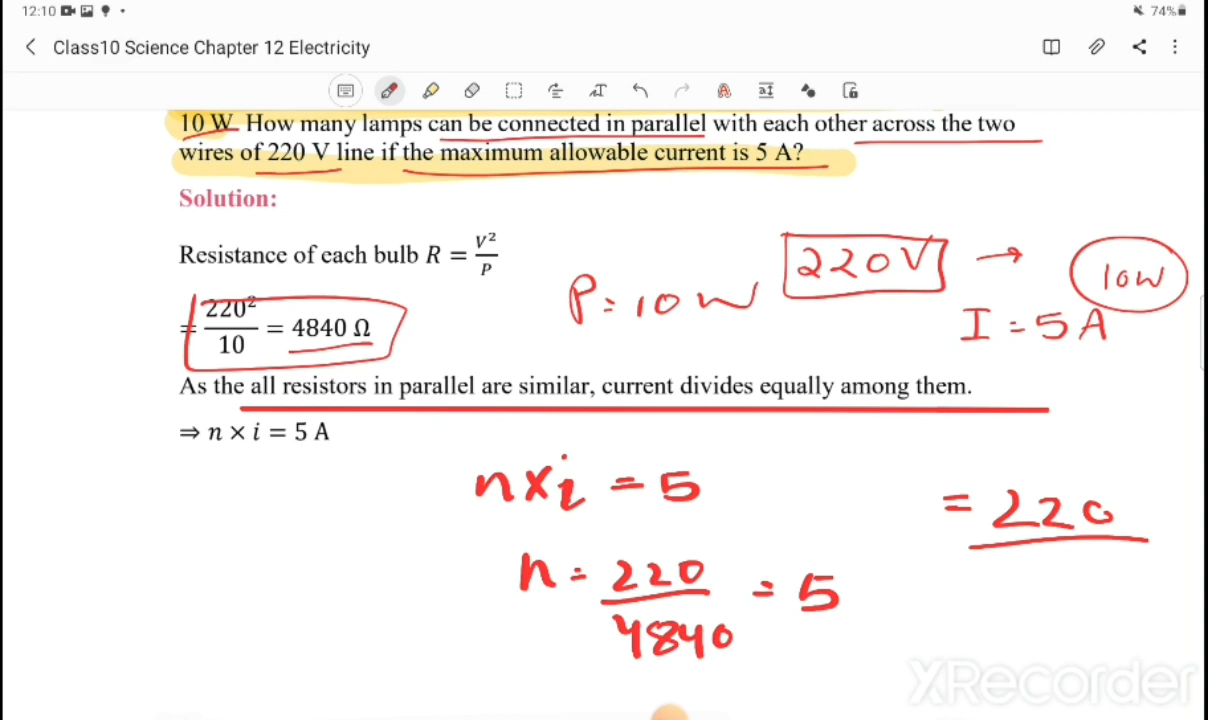 12:10
74%
Class10 Science Chapter 12 Electricity
10 W. How many lamps can be connected in parallel with each other across the two
wires of 220 V line if the maximum allowable current is 5 A?
Solution:
Resistance of each bulb R = V²/P
220V → 10W
P = 10 W
I = 5A
= 220²/10 = 4840 Ω
As the all resistors in parallel are similar, current divides equally among them.
⇒ n × i = 5 A
n×i = 5
= 220
n = 220/4840 = 5
XRecorder